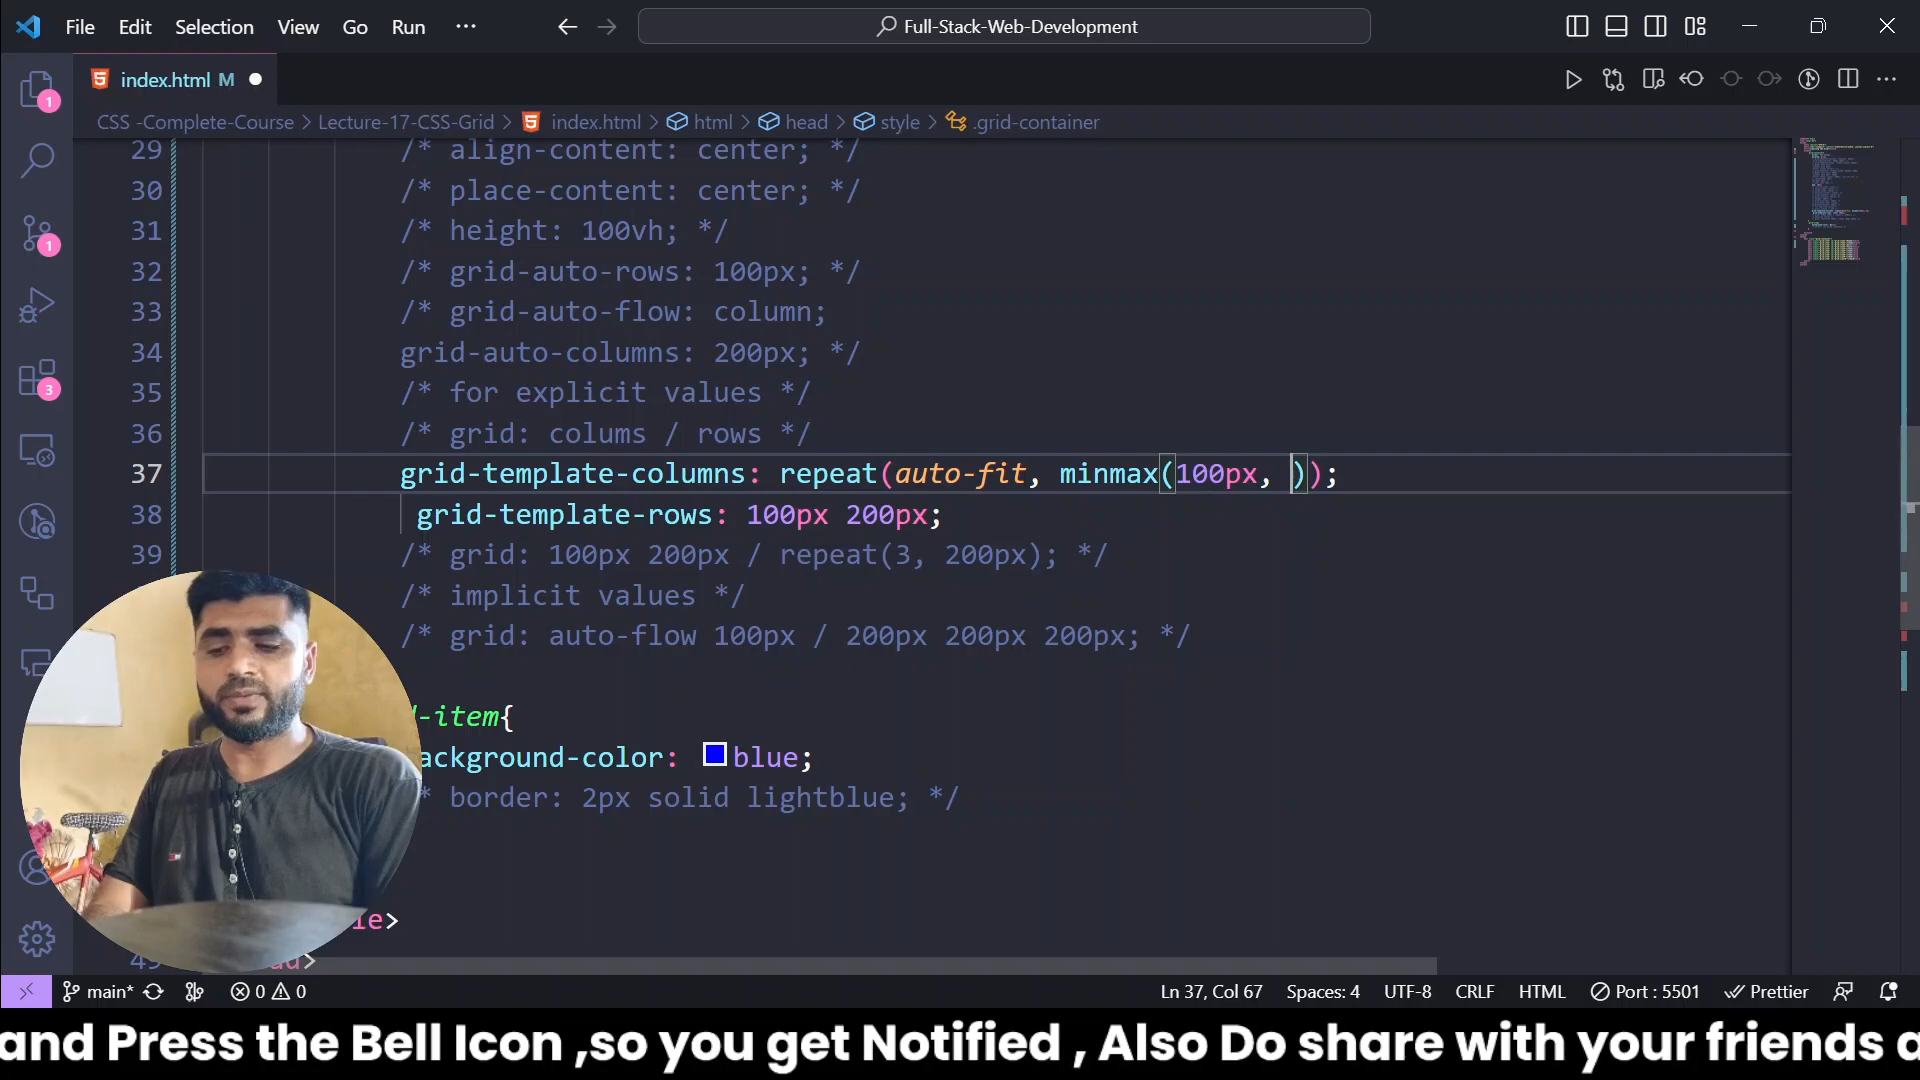 File Edit Selection View Go Run ··· Full-Stack-Web-Development
index.html M
CSS -Complete-Course > Lecture-17-CSS-Grid > index.html > html > head > style > .grid-container
29 /* align-content: center; */
30 /* place-content: center; */
31 /* height: 100vh; */
32 /* grid-auto-rows: 100px; */
33 /* grid-auto-flow: column;
34 grid-auto-columns: 200px; */
35 /* for explicit values */
36 /* grid: colums / rows */
37 grid-template-columns: repeat(auto-fit, minmax(100px, ));
38 grid-template-rows: 100px 200px;
39 /* grid: 100px 200px / repeat(3, 200px); */
/* implicit values */
/* grid: auto-flow 100px / 200px 200px 200px; */
-item{
ackground-color: blue;
* border: 2px solid lightblue; */
le>
>
1
1
3
main* 0 0 Ln 37, Col 67 Spaces: 4 UTF-8 CRLF HTML Port : 5501 Prettier
and Press the Bell Icon ,so you get Notified , Also Do share with your friends a